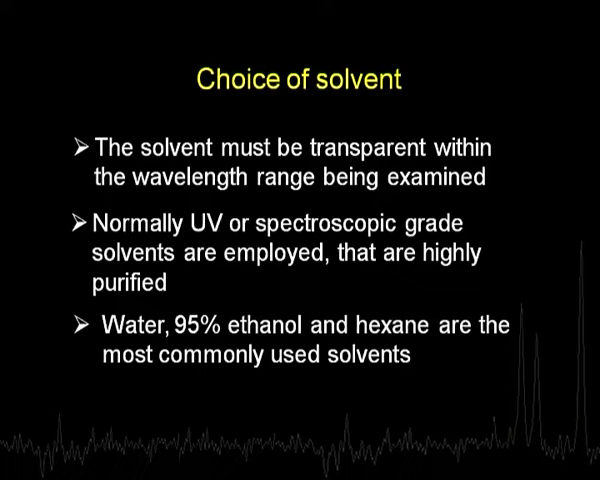 Choice of solvent
➢ The solvent must be transparent within
the wavelength range being examined
➢ Normally UV or spectroscopic grade
solvents are employed, that are highly
purified
➢ Water, 95% ethanol and hexane are the
most commonly used solvents